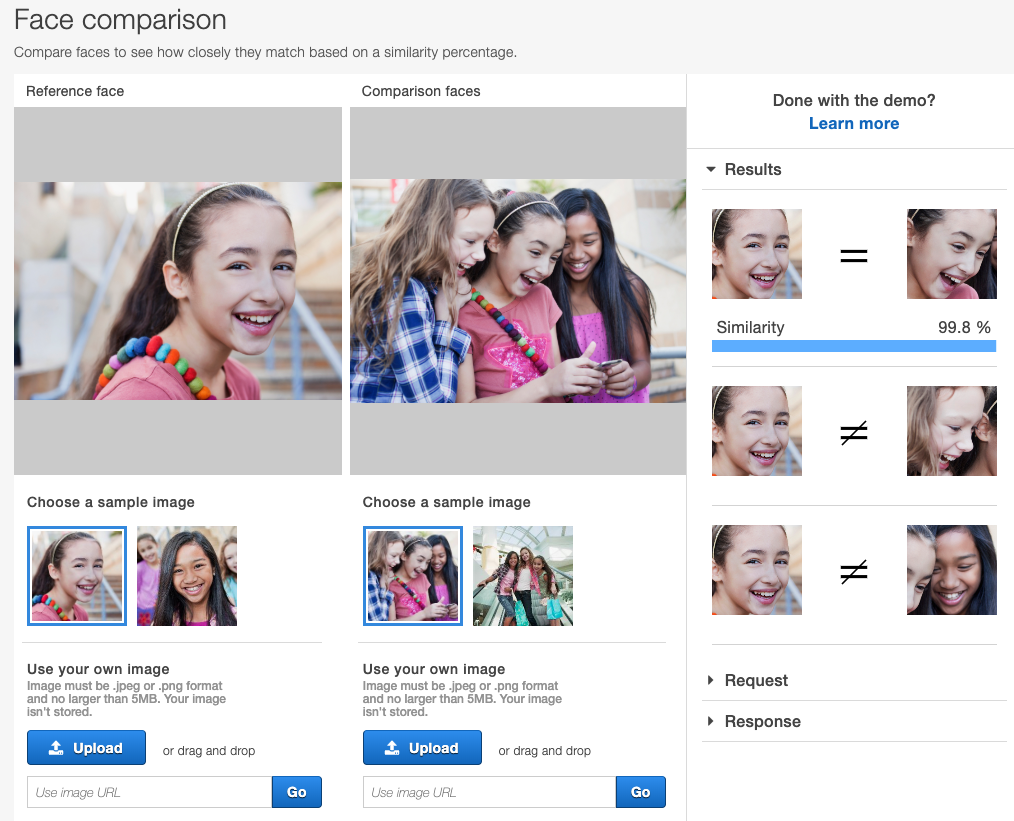 Face comparison
Compare faces to see how closely they match based on a similarity percentage.
Reference face
Comparison faces
Choose a sample image
Choose a sample image
Use your own image
Image must be .jpeg or .png format
and no larger than 5MB. Your image
isn't stored.
Upload
or drag and drop
Use image URL
Go
Use your own image
Image must be .jpeg or .png format
and no larger than 5MB. Your image
isn't stored.
Upload
or drag and drop
Use image URL
Go
Done with the demo?
Learn more
Results
=
Similarity 99.8 %
≠
≠
Request
Response